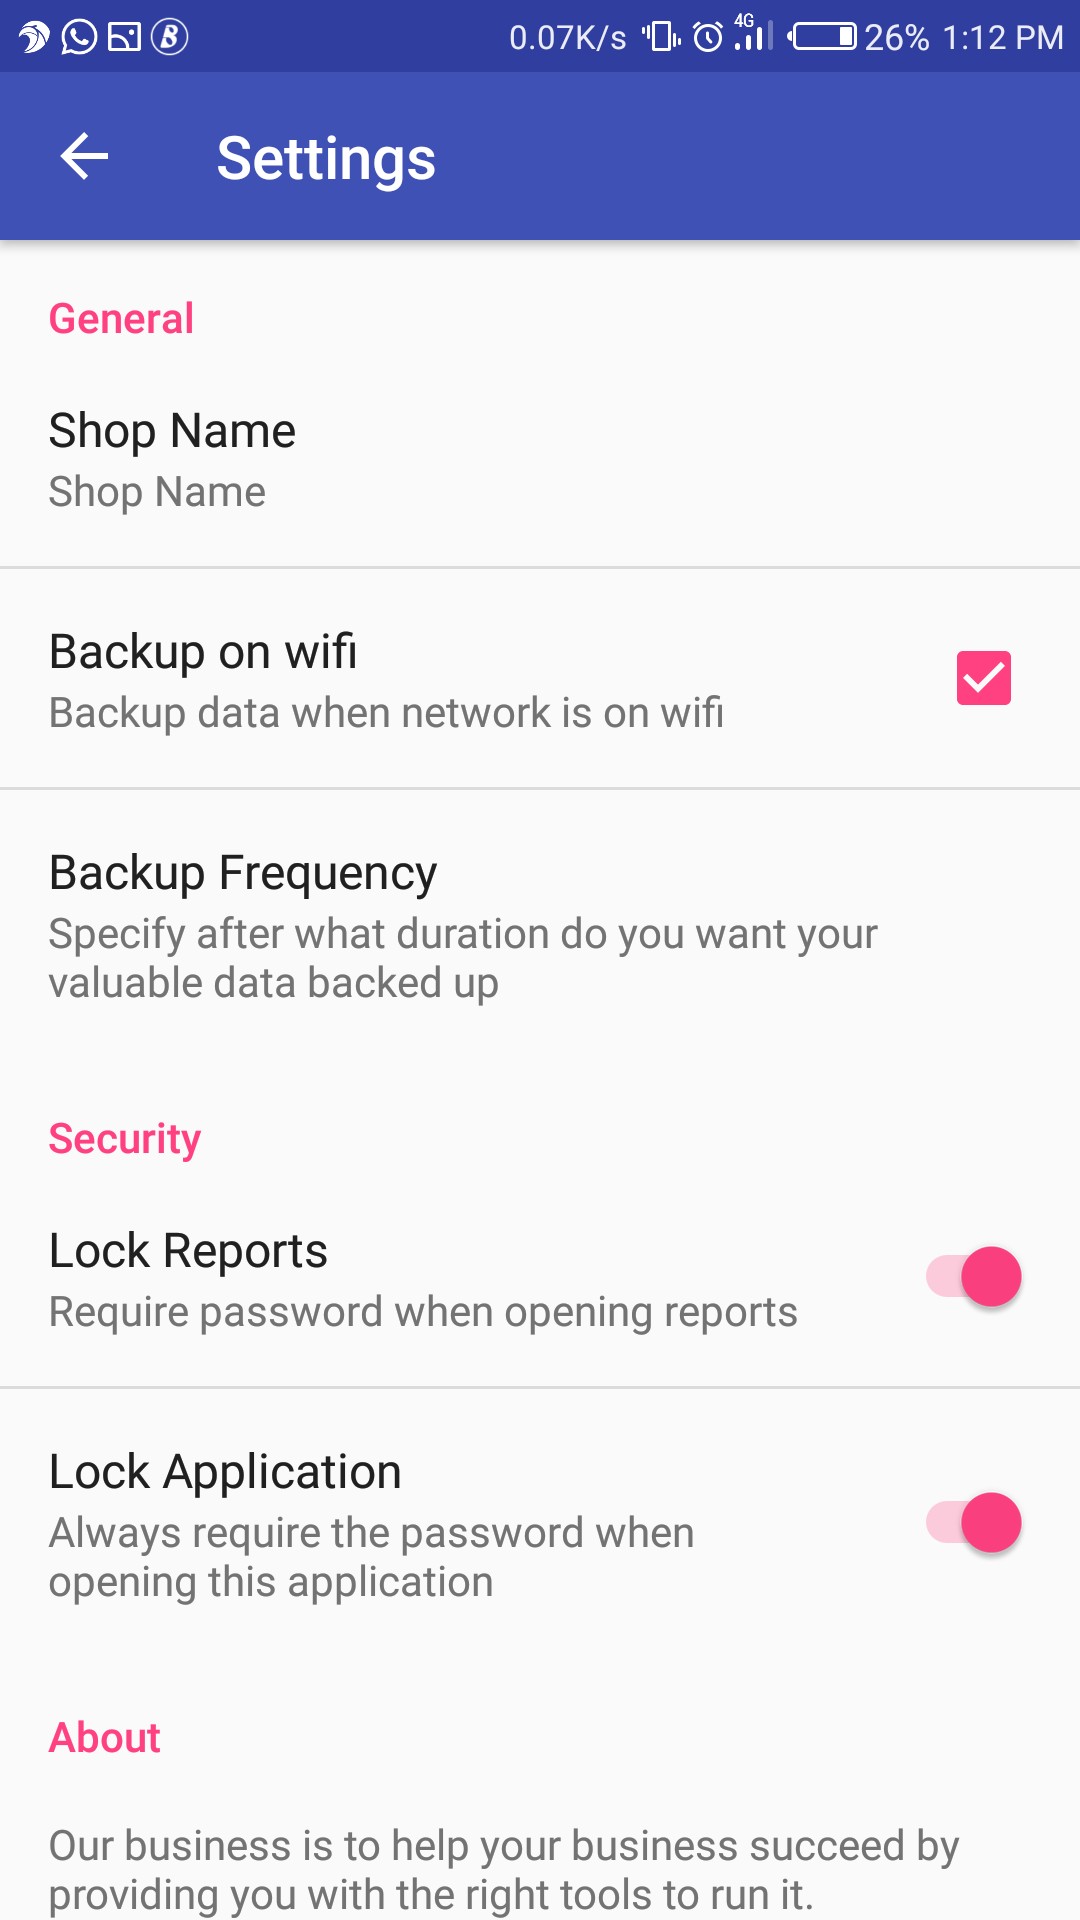 0.07K/s 4G 26% 1:12 PM
Settings
General
Shop Name
Shop Name
Backup on wifi
Backup data when network is on wifi
Backup Frequency
Specify after what duration do you want your
valuable data backed up
Security
Lock Reports
Require password when opening reports
Lock Application
Always require the password when
opening this application
About
Our business is to help your business succeed by
providing you with the right tools to run it.